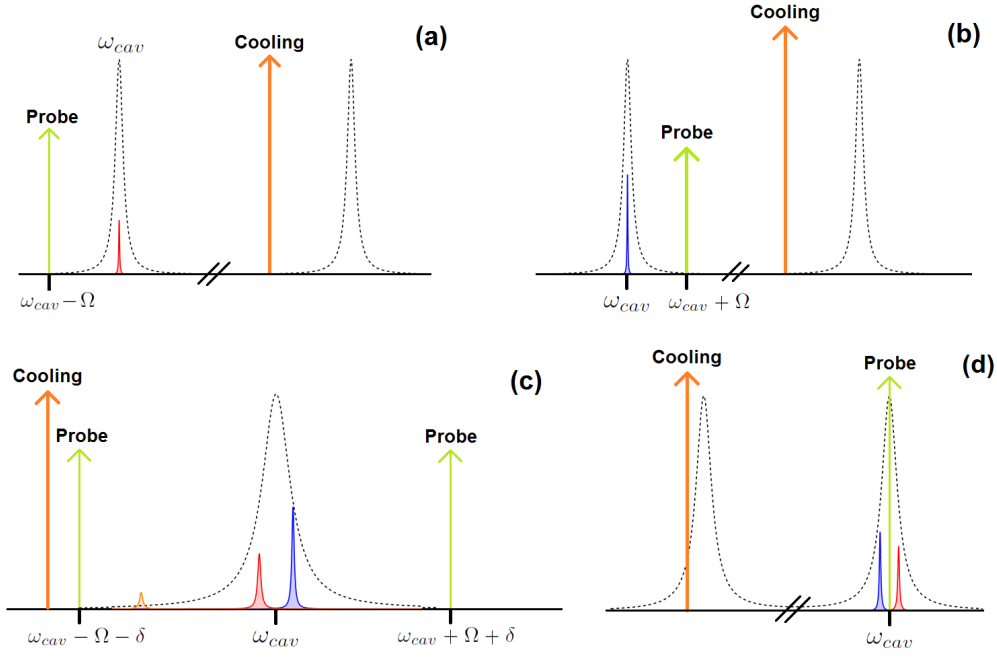 (a)
ω_cav
Cooling
Probe
ω_cav − Ω
(b)
Cooling
Probe
ω_cav
ω_cav + Ω
(c)
Cooling
Probe
Probe
ω_cav − Ω − δ
ω_cav
ω_cav + Ω + δ
(d)
Cooling
Probe
ω_cav